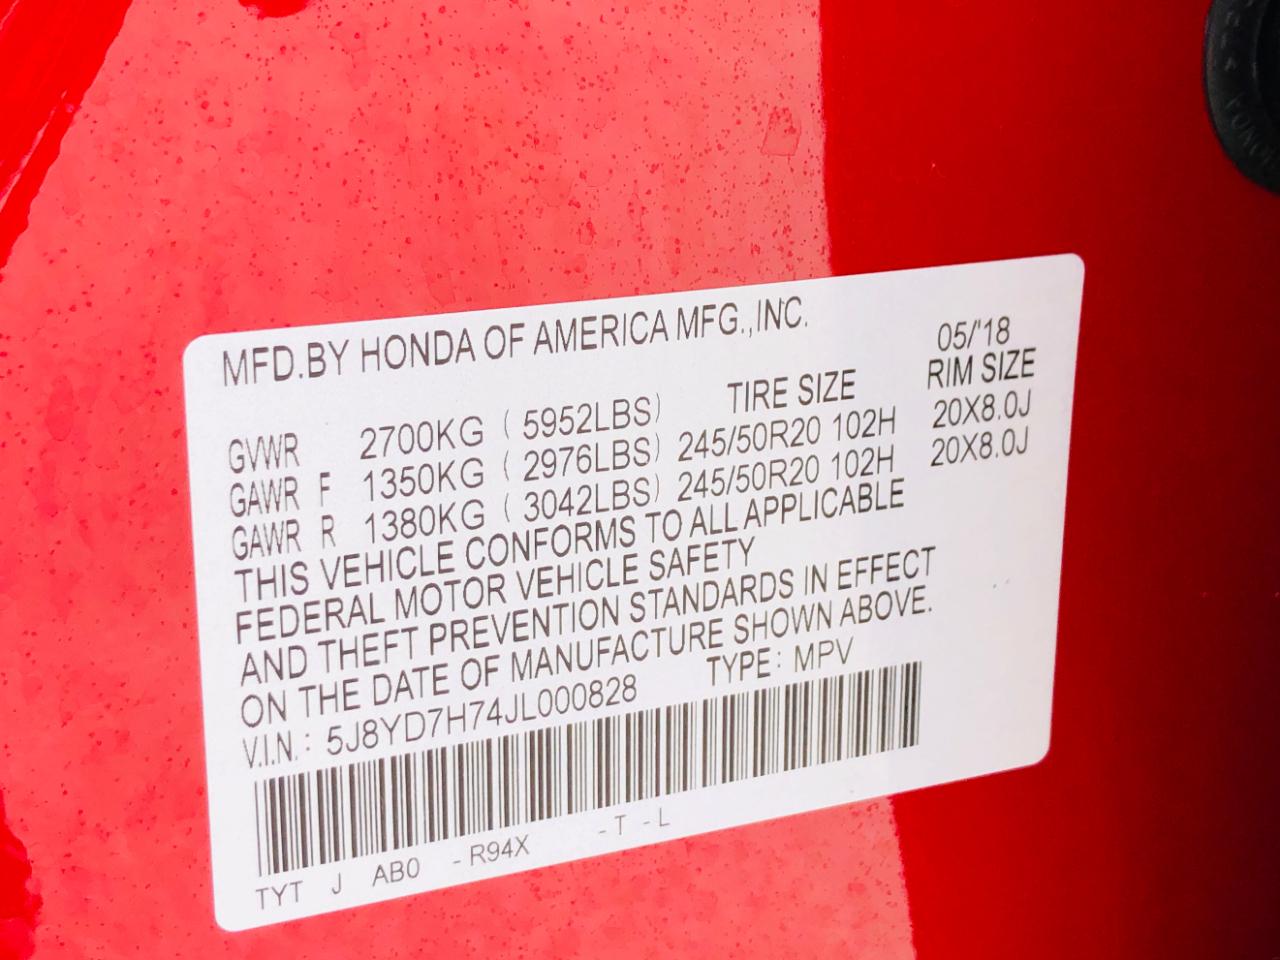 MFD.BY HONDA OF AMERICA MFG.,INC. 05/'18
TIRE SIZE RIM SIZE
GVWR 2700KG ( 5952LBS)
GAWR F 1350KG ( 2976LBS) 245/50R20 102H 20X8.0J
GAWR R 1380KG ( 3042LBS) 245/50R20 102H 20X8.0J
THIS VEHICLE CONFORMS TO ALL APPLICABLE
FEDERAL MOTOR VEHICLE SAFETY
AND THEFT PREVENTION STANDARDS IN EFFECT
ON THE DATE OF MANUFACTURE SHOWN ABOVE.
V.I.N.: 5J8YD7H74JL000828 TYPE: MPV
TYT J AB0 -R94X -T -L